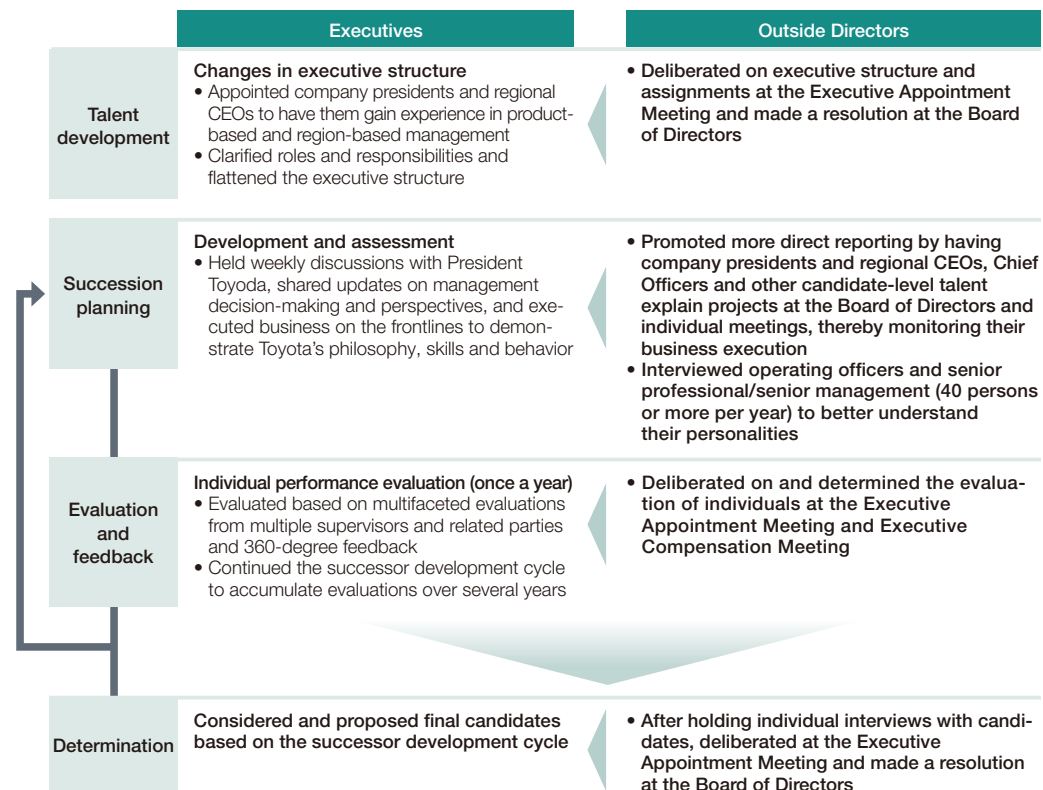 Executives
Outside Directors
Talent
development
Changes in executive structure
• Appointed company presidents and regional
CEOs to have them gain experience in product-
based and region-based management
• Clarified roles and responsibilities and
flattened the executive structure
• Deliberated on executive structure and
assignments at the Executive Appointment
Meeting and made a resolution at the Board
of Directors
Succession
planning
Development and assessment
• Held weekly discussions with President
Toyoda, shared updates on management
decision-making and perspectives, and exe-
cuted business on the frontlines to demon-
strate Toyota's philosophy, skills and behavior
• Promoted more direct reporting by having
company presidents and regional CEOs, Chief
Officers and other candidate-level talent
explain projects at the Board of Directors and
individual meetings, thereby monitoring their
business execution
• Interviewed operating officers and senior
professional/senior management (40 persons
or more per year) to better understand
their personalities
Evaluation
and
feedback
Individual performance evaluation (once a year)
• Evaluated based on multifaceted evaluations
from multiple supervisors and related parties
and 360-degree feedback
• Continued the successor development cycle
to accumulate evaluations over several years
• Deliberated on and determined the evalua-
tion of individuals at the Executive
Appointment Meeting and Executive
Compensation Meeting
Determination
Considered and proposed final candidates
based on the successor development cycle
• After holding individual interviews with candi-
dates, deliberated at the Executive
Appointment Meeting and made a resolution
at the Board of Directors